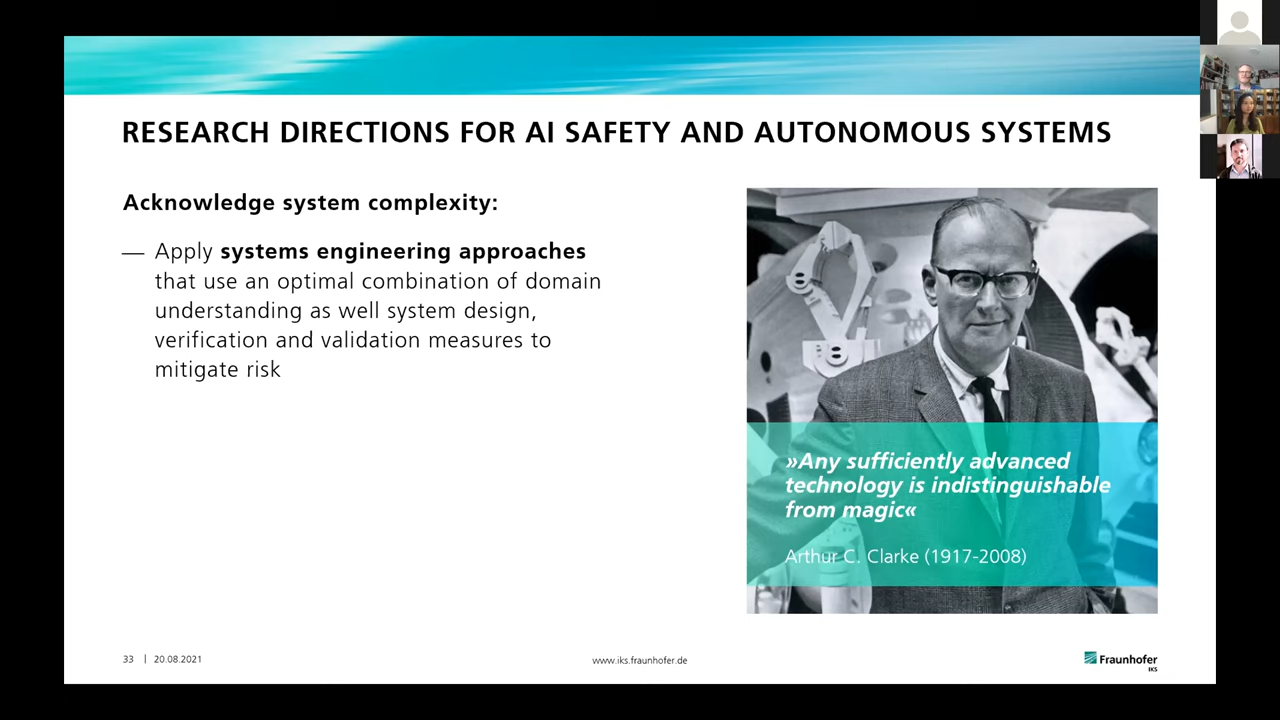 RESEARCH DIRECTIONS FOR AI SAFETY AND AUTONOMOUS SYSTEMS
Acknowledge system complexity:
— Apply systems engineering approaches
that use an optimal combination of domain
understanding as well system design,
verification and validation measures to
mitigate risk
»Any sufficiently advanced
technology is indistinguishable
from magic«
Arthur C. Clarke (1917-2008)
33 | 20.08.2021
www.iks.fraunhofer.de
Fraunhofer
IKS